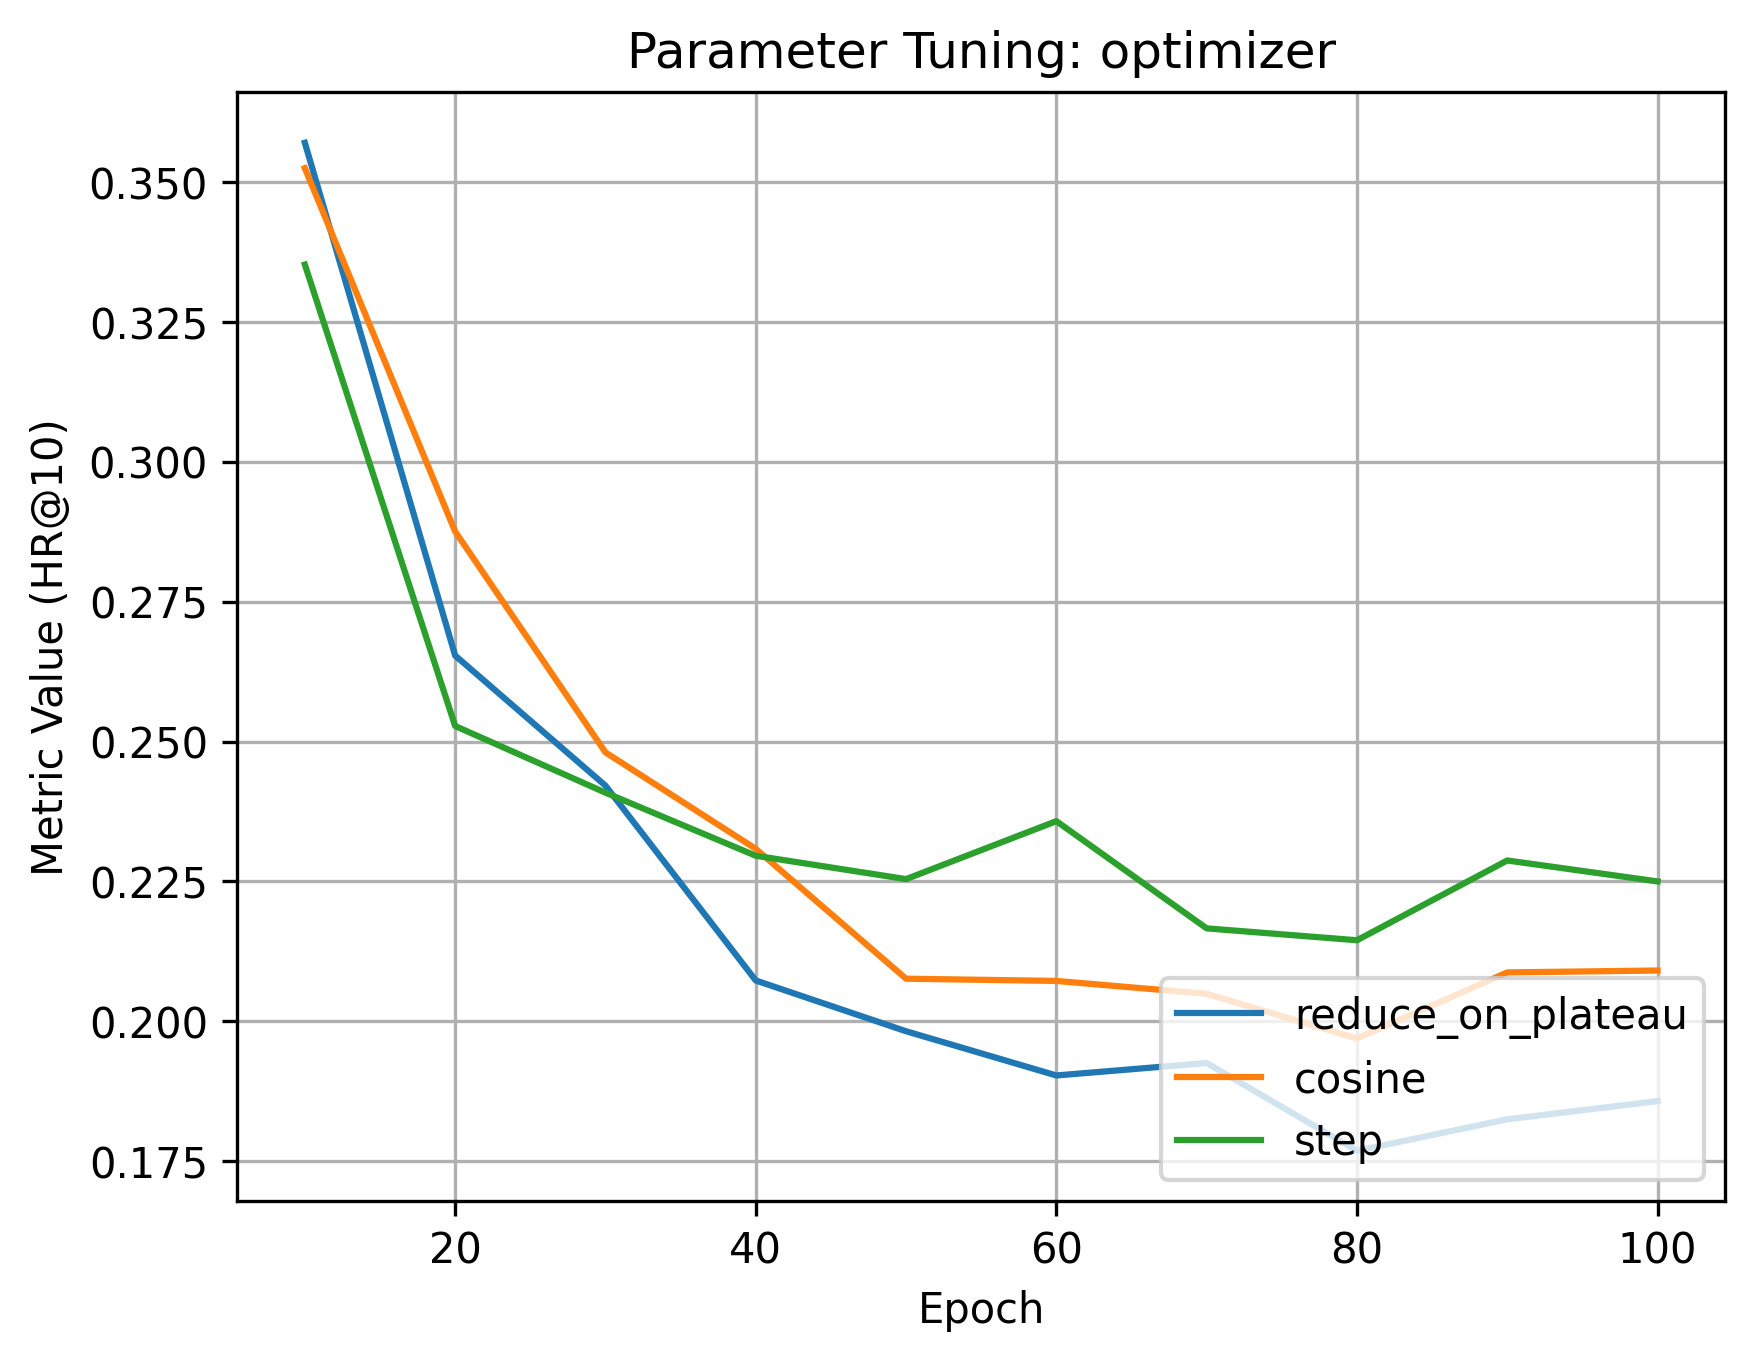 Parameter Tuning: optimizer
Metric Value (HR@10)
0.350
0.325
0.300
0.275
0.250
0.225
0.200
0.175
reduce_on_plateau
cosine
step
20 40 60 80 100
Epoch